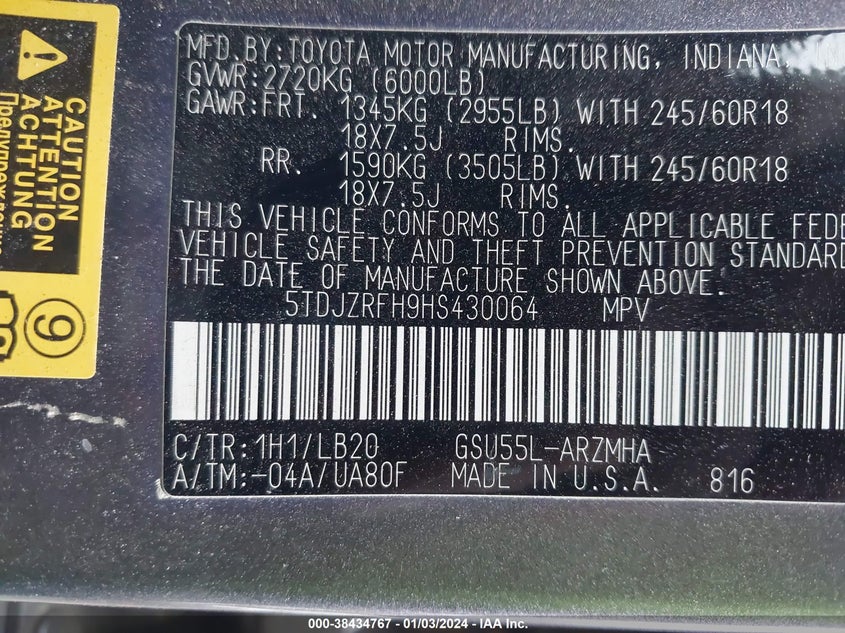 MFD. BY: TOYOTA MOTOR MANUFACTURING, INDIANA,
GVWR: 2720KG (6000LB)
GAWR: FRT. 1345KG (2955LB) WITH 245/60R18
18X7.5J RIMS.
RR. 1590KG (3505LB) WITH 245/60R18
18X7.5J RIMS.
THIS VEHICLE CONFORMS TO ALL APPLICABLE FEDE
VEHICLE SAFETY AND THEFT PREVENTION STANDAR
THE DATE OF MANUFACTURE SHOWN ABOVE.
5TDJZRFH9HS430064 MPV
C/TR: 1H1/LB20 GSU55L-ARZMHA
A/TM: -04A/UA80F MADE IN U.S.A. 816
CAUTION
ATTENTION
ACHTUNG
9
000-38434767 - 01/03/2024 - IAA Inc.